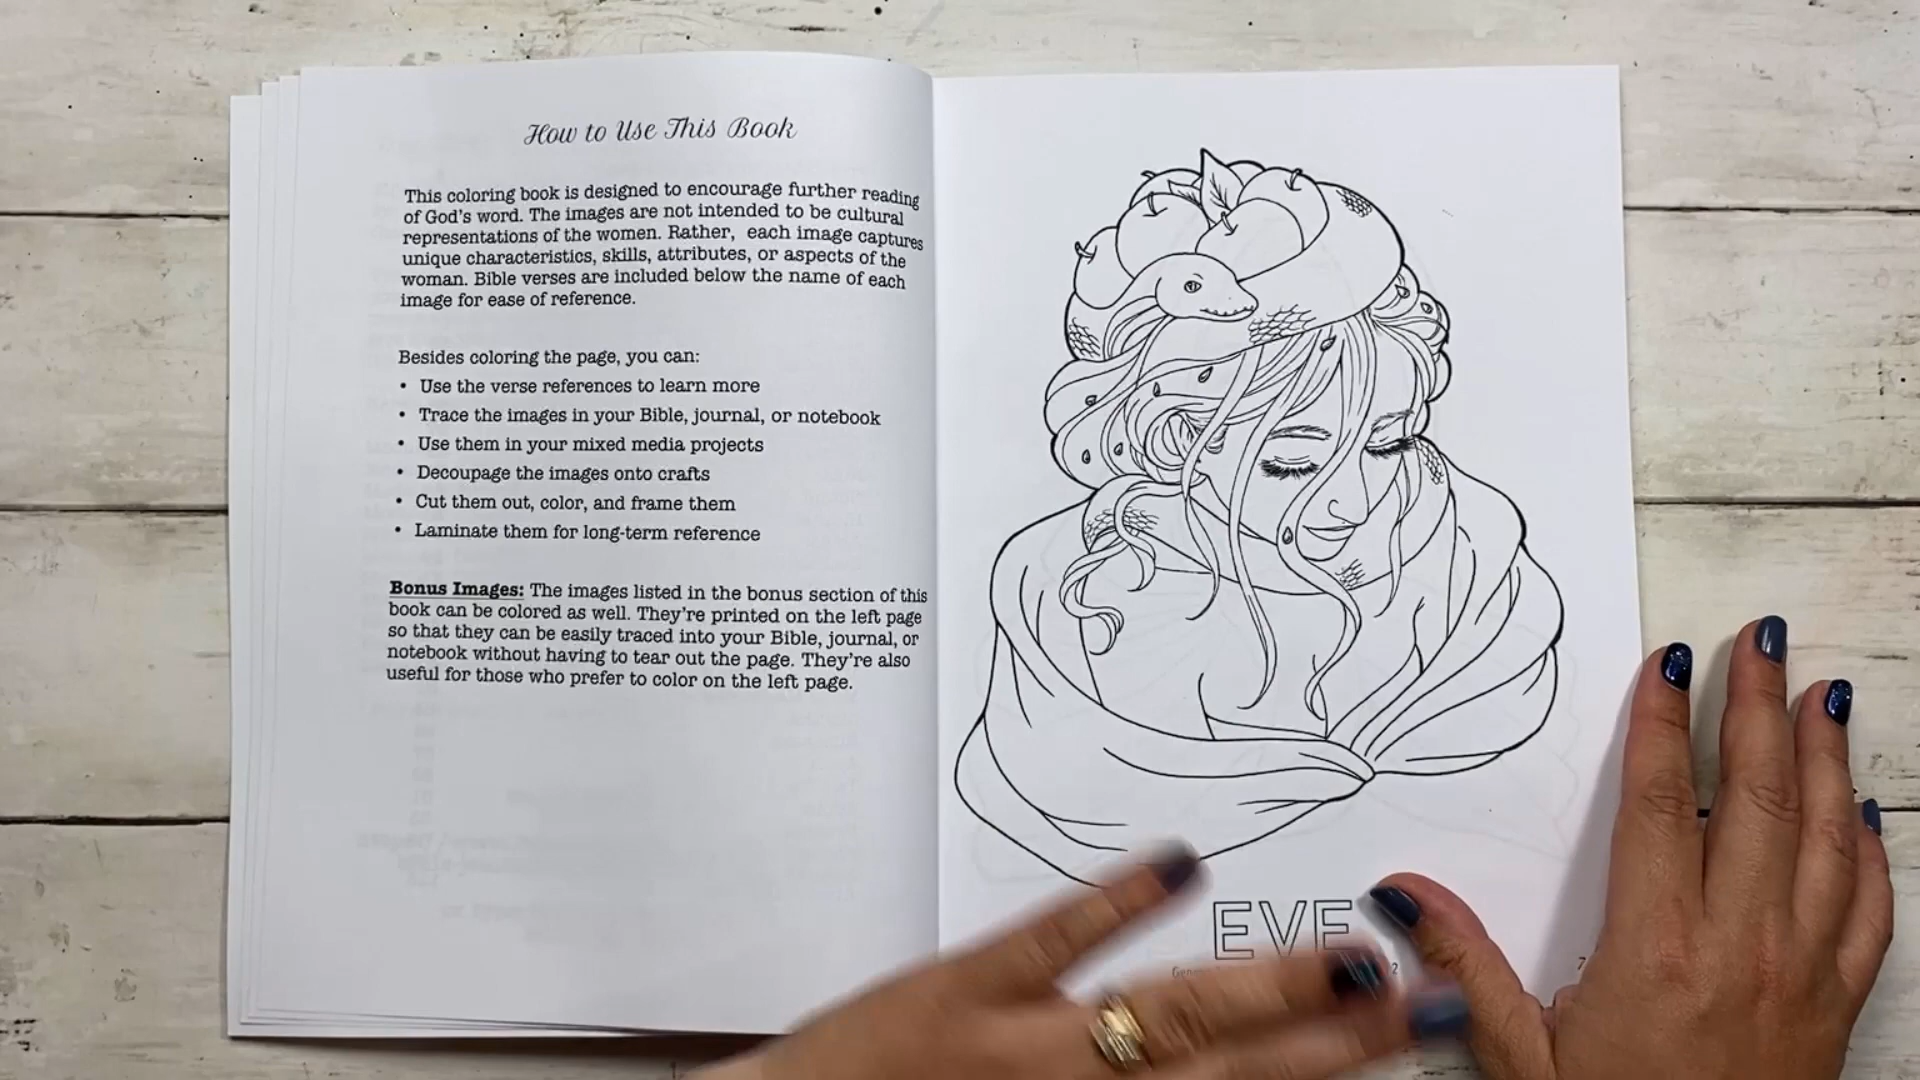 How to Use This Book
This coloring book is designed to encourage further reading
of God's word. The images are not intended to be cultural
representations of the women. Rather, each image captures
unique characteristics, skills, attributes, or aspects of the
woman. Bible verses are included below the name of each
image for ease of reference.
Besides coloring the page, you can:
• Use the verse references to learn more
• Trace the images in your Bible, journal, or notebook
• Use them in your mixed media projects
• Decoupage the images onto crafts
• Cut them out, color, and frame them
• Laminate them for long-term reference
Bonus Images: The images listed in the bonus section of this
book can be colored as well. They're printed on the left page
so that they can be easily traced into your Bible, journal, or
notebook without having to tear out the page. They're also
useful for those who prefer to color on the left page.
EVE
7